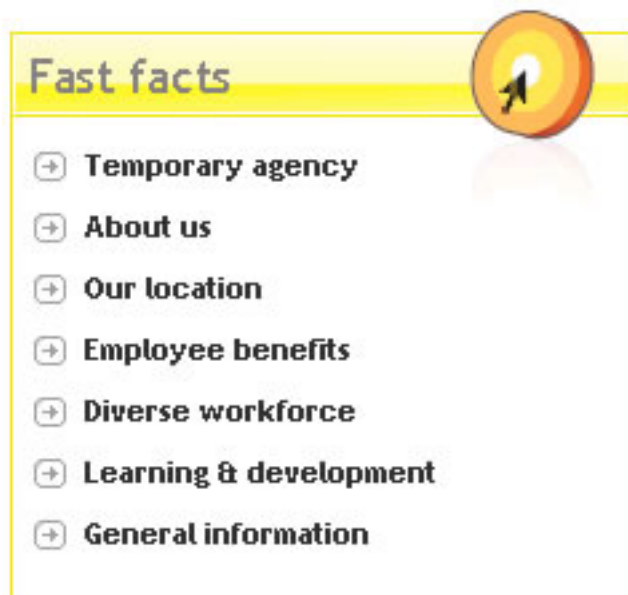 Fast facts
Temporary agency
About us
Our location
Employee benefits
Diverse workforce
Learning & development
General information